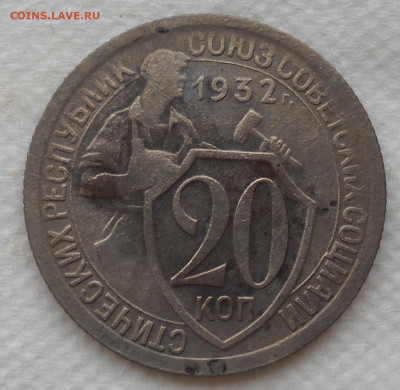 COINS.LAVE.RU
СОЮЗ СОВЕТСКИХ СОЦИАЛИ
СТИЧЕСКИХ РЕСПУБЛИК
1932 г.
20
КОП